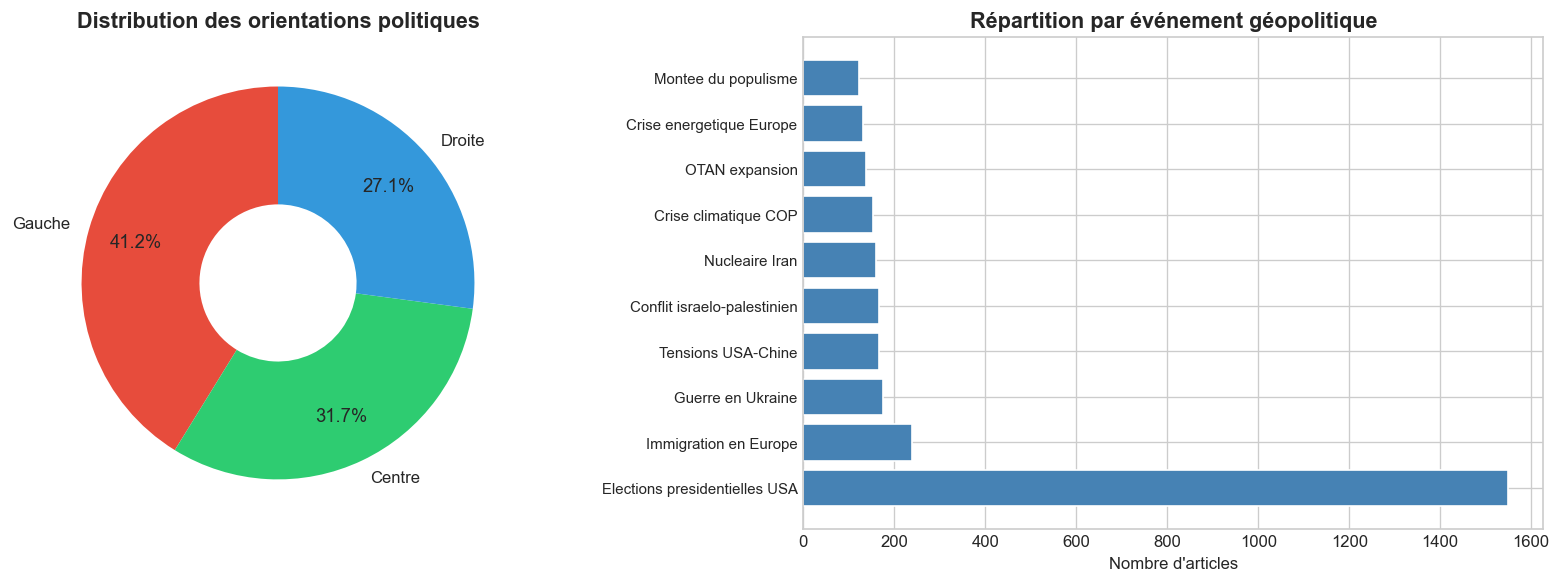 Distribution des orientations politiques
Droite
27.1%
Gauche
41.2%
31.7%
Centre
Répartition par événement géopolitique
Montee du populisme
Crise energetique Europe
OTAN expansion
Crise climatique COP
Nucleaire Iran
Conflit israelo-palestinien
Tensions USA-Chine
Guerre en Ukraine
Immigration en Europe
Elections presidentielles USA
0 200 400 600 800 1000 1200 1400 1600
Nombre d'articles